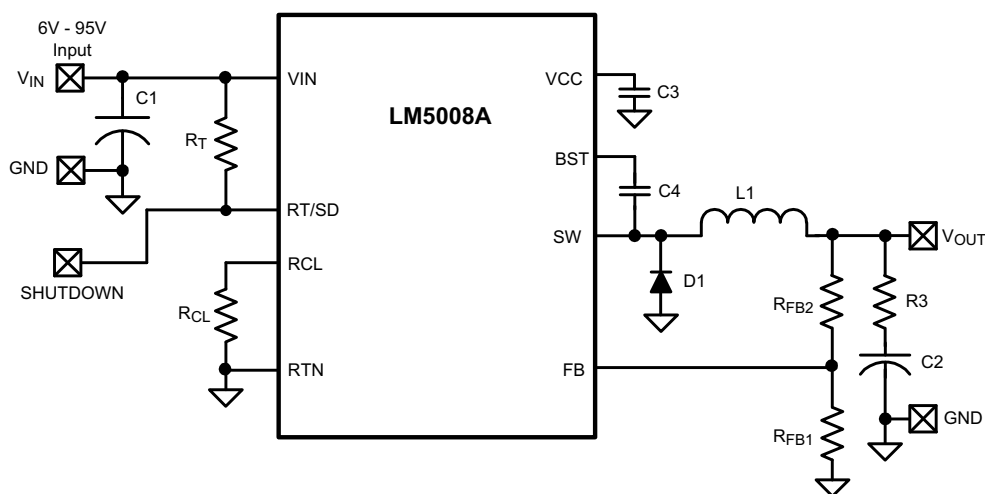 6V - 95V
Input
VIN
C1
GND
RT
SHUTDOWN
RCL
LM5008A
VIN
RT/SD
RCL
RTN
VCC
BST
SW
FB
C3
C4
L1
D1
VOUT
RFB2
R3
C2
RFB1
GND